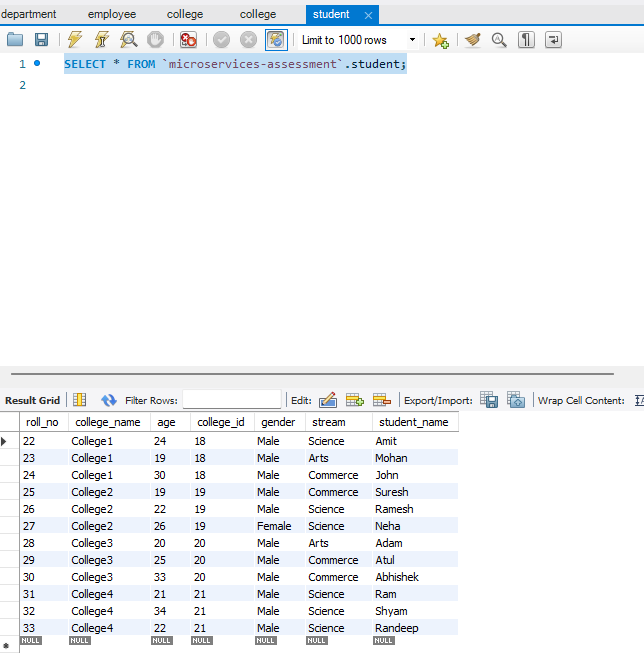 department employee college college student
Limit to 1000 rows
1 SELECT * FROM `microservices-assessment`.student;
2
Result Grid Filter Rows: Edit: Export/Import: Wrap Cell Content:
roll_no college_name age college_id gender stream student_name
22 College1 24 18 Male Science Amit
23 College1 19 18 Male Arts Mohan
24 College1 30 18 Male Commerce John
25 College2 19 19 Male Commerce Suresh
26 College2 22 19 Male Science Ramesh
27 College2 26 19 Female Science Neha
28 College3 20 20 Male Arts Adam
29 College3 25 20 Male Commerce Atul
30 College3 33 20 Male Commerce Abhishek
31 College4 21 21 Male Science Ram
32 College4 34 21 Male Science Shyam
33 College4 22 21 Male Science Randeep
NULL NULL NULL NULL NULL NULL NULL